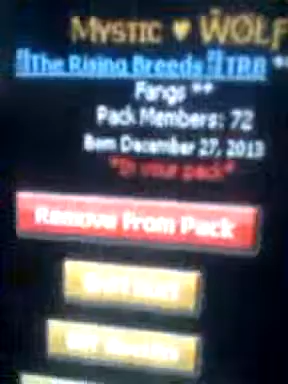 Mystic ♥ WOLF
The Rising Breeds TRB **
Fangs **
Pack Members: 72
Born December 27, 2013
*In your pack*
Remove from Pack